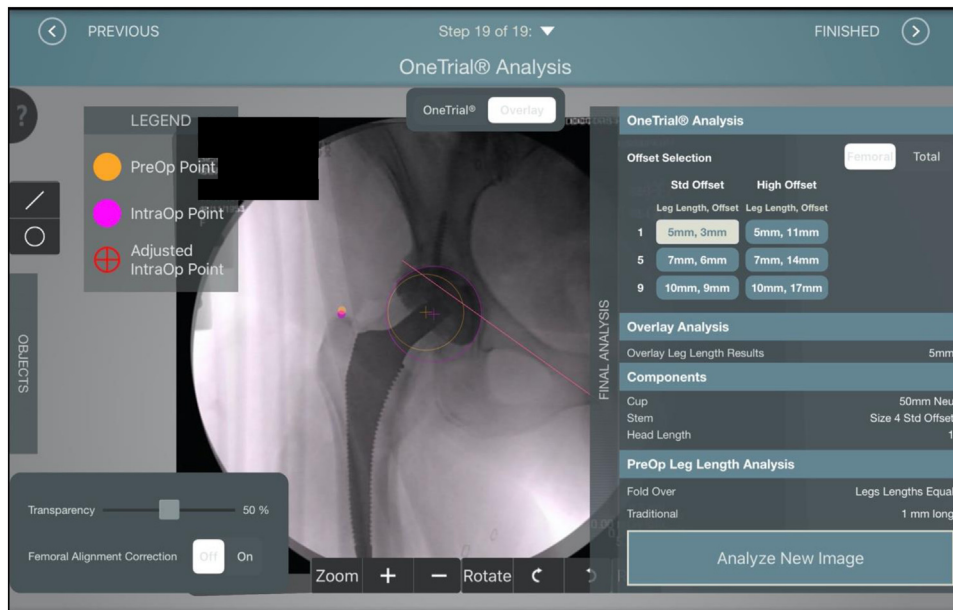 PREVIOUS
Step 19 of 19:
FINISHED
OneTrial® Analysis
?
OneTrial®
Overlay
LEGEND
PreOp Point
IntraOp Point
Adjusted
IntraOp Point
OBJECTS
FINAL ANALYSIS
OneTrial® Analysis
Offset Selection
Femoral
Total
Std Offset High Offset
Leg Length, Offset Leg Length, Offset
1 5mm, 3mm 5mm, 11mm
5 7mm, 6mm 7mm, 14mm
9 10mm, 9mm 10mm, 17mm
Overlay Analysis
Overlay Leg Length Results 5mm
Components
Cup 50mm Neu
Stem Size 4 Std Offset
Head Length 1
PreOp Leg Length Analysis
Fold Over Legs Lengths Equal
Traditional 1 mm long
Analyze New Image
Transparency 50 %
Femoral Alignment Correction Off On
Zoom + − Rotate